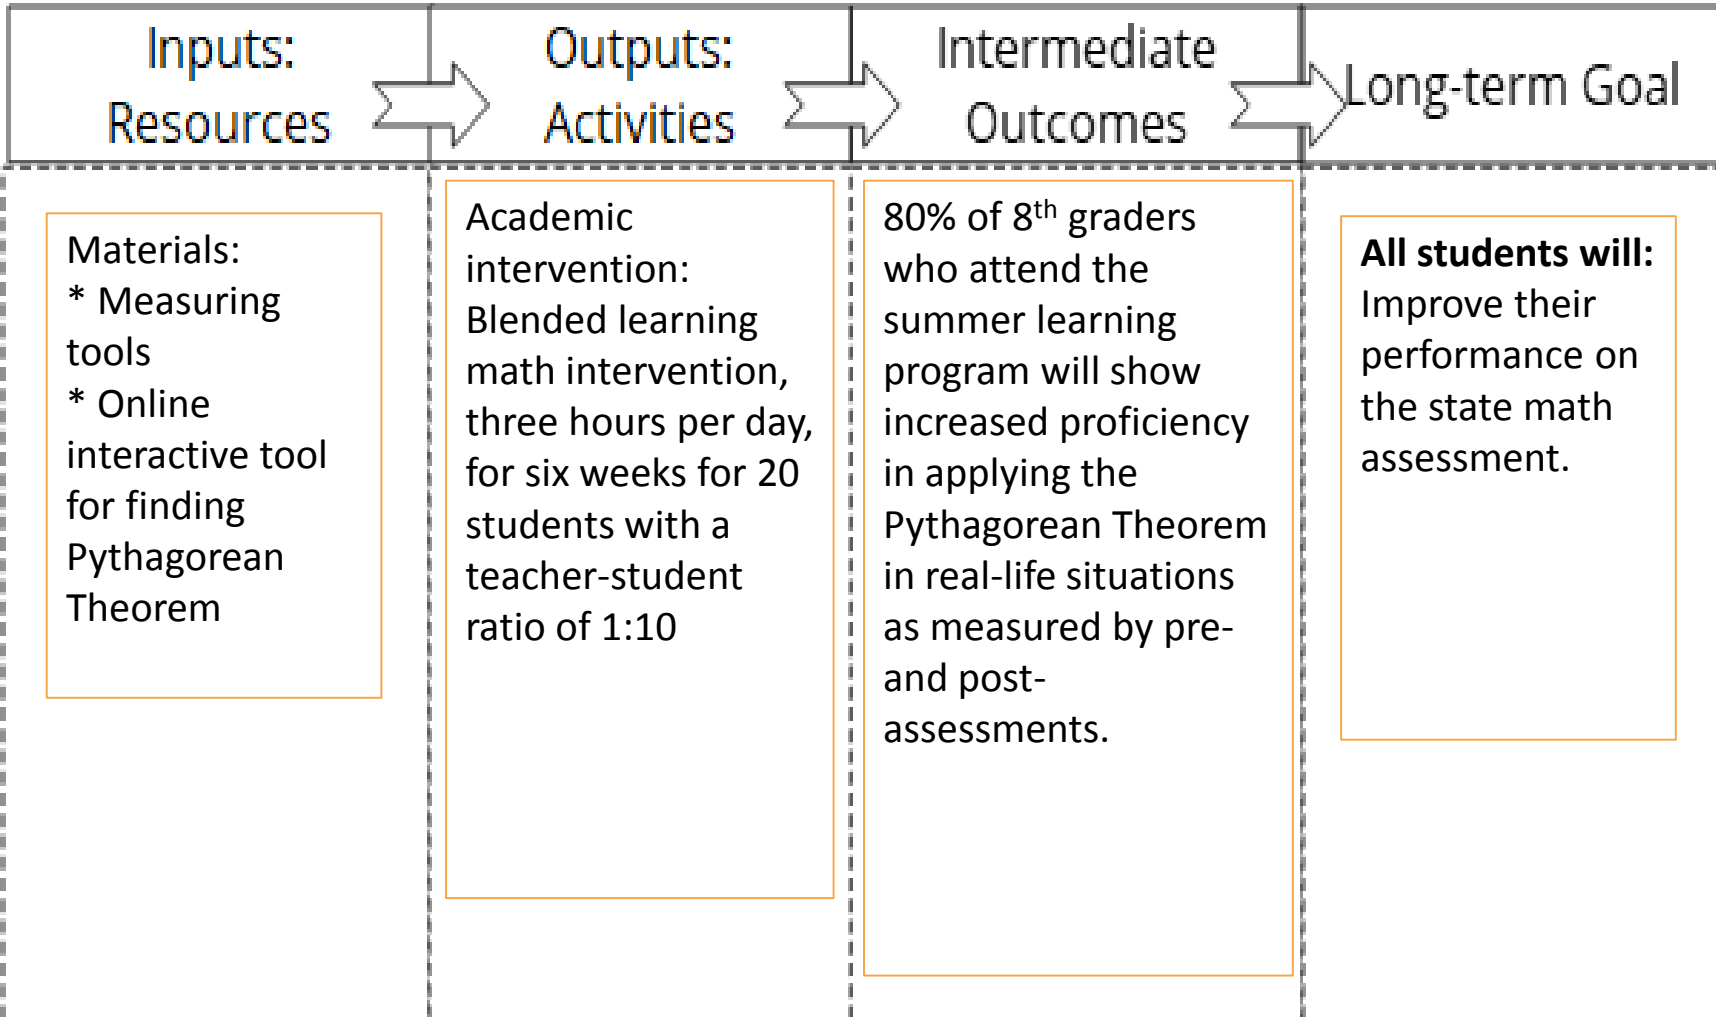 Inputs:
Resources
Outputs:
Activities
Intermediate
Outcomes
Long-term Goal
Materials:
* Measuring
tools
* Online
interactive tool
for finding
Pythagorean
Theorem
Academic
intervention:
Blended learning
math intervention,
three hours per day,
for six weeks for 20
students with a
teacher-student
ratio of 1:10
80% of 8th graders
who attend the
summer learning
program will show
increased proficiency
in applying the
Pythagorean Theorem
in real-life situations
as measured by pre-
and post-
assessments.
All students will:
Improve their
performance on
the state math
assessment.